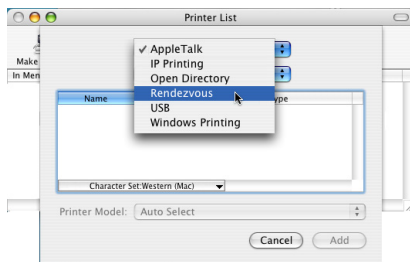 Printer List
Make
In Men
✓ AppleTalk
IP Printing
Open Directory
Rendezvous
USB
Windows Printing
Name
ype
Character Set:Western (Mac)
Printer Model: Auto Select
Cancel Add